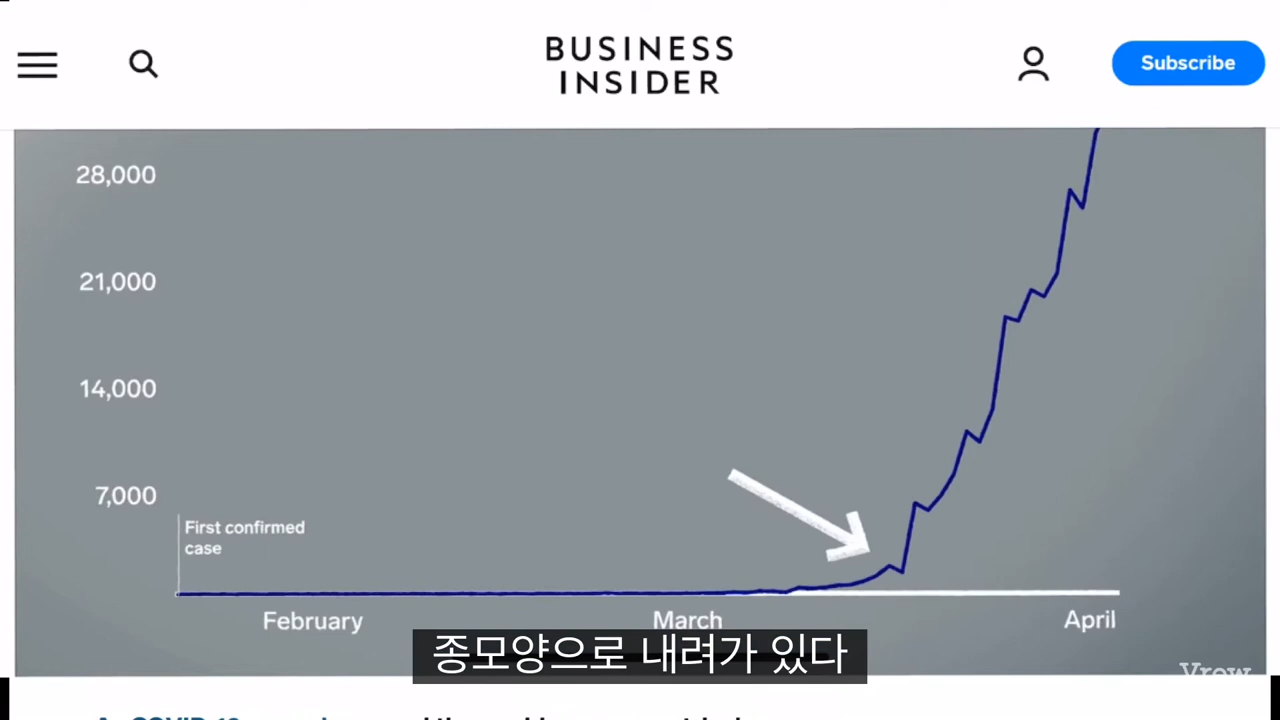 BUSINESS
INSIDER
Subscribe
28,000
21,000
14,000
7,000
First confirmed
case
February
March
April
종모양으로 내려가 있다
Vrew